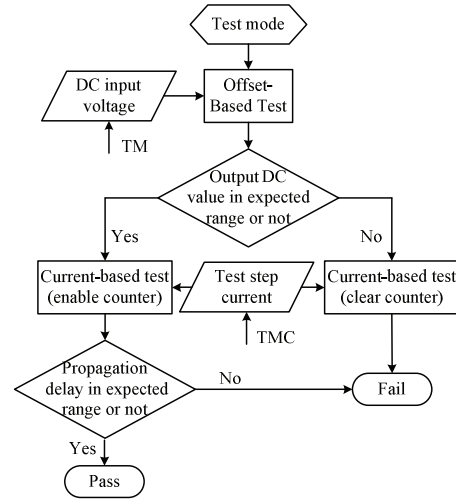 Test mode
DC input
voltage
Offset-
Based Test
TM
Output DC
value in expected
range or not
Yes
No
Current-based test
(enable counter)
Test step
current
Current-based test
(clear counter)
TMC
Propagation
delay in expected
range or not
No
Fail
Yes
Pass